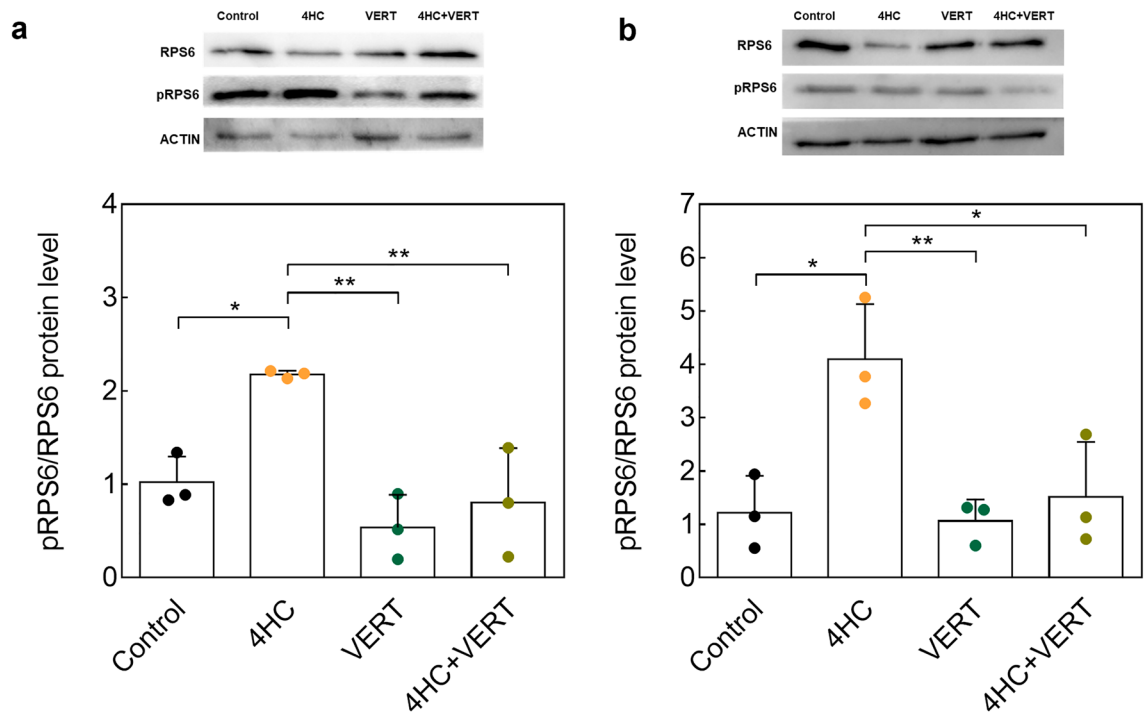 a
Control 4HC VERT 4HC+VERT
RPS6
pRPS6
ACTIN
pRPS6/RPS6 protein level
4
3
2
1
0
*
**
**
Control
4HC
VERT
4HC+VERT
b
Control 4HC VERT 4HC+VERT
RPS6
pRPS6
ACTIN
pRPS6/RPS6 protein level
7
6
5
4
3
2
1
0
*
**
*
Control
4HC
VERT
4HC+VERT